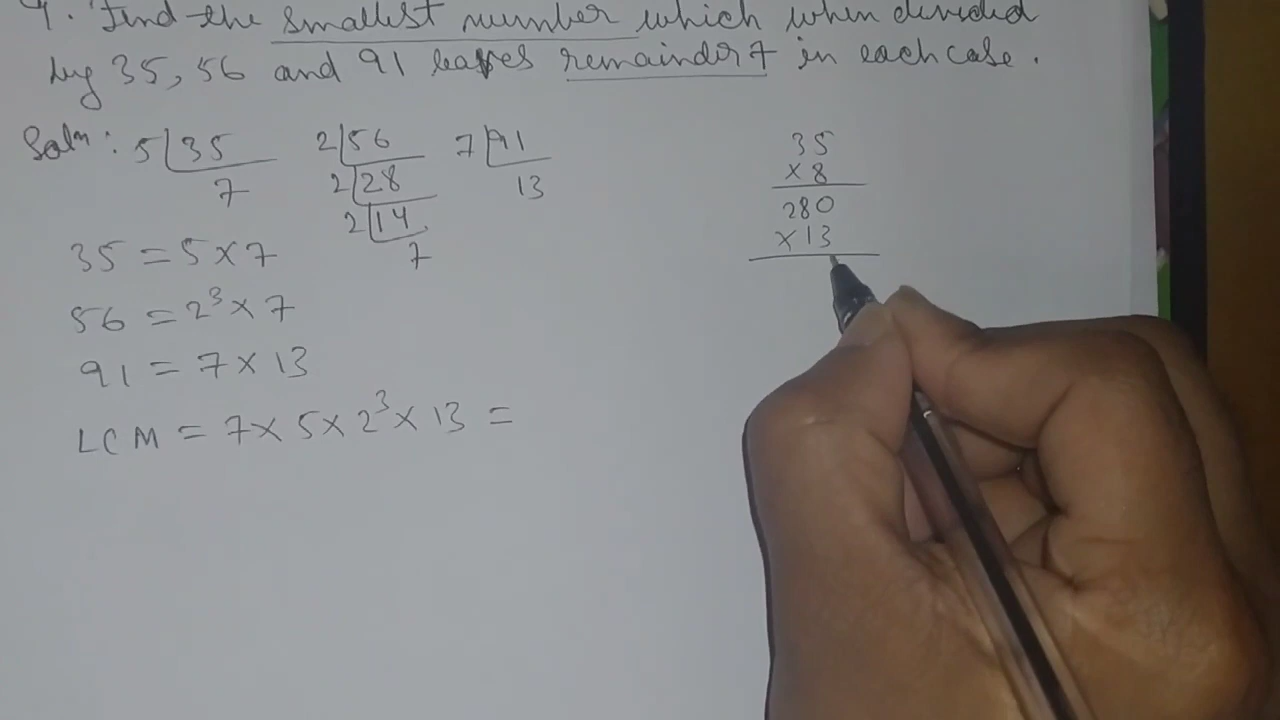 4. Find the smallest number which when divided
by 35, 56 and 91 leaves remainder 7 in each case.
Solⁿ: 5 35 2 56 7 91
7 2 28 13
2 14
7
35 = 5 × 7
56 = 2³ × 7
91 = 7 × 13
LCM = 7 × 5 × 2³ × 13 =
35
× 8
280
× 13